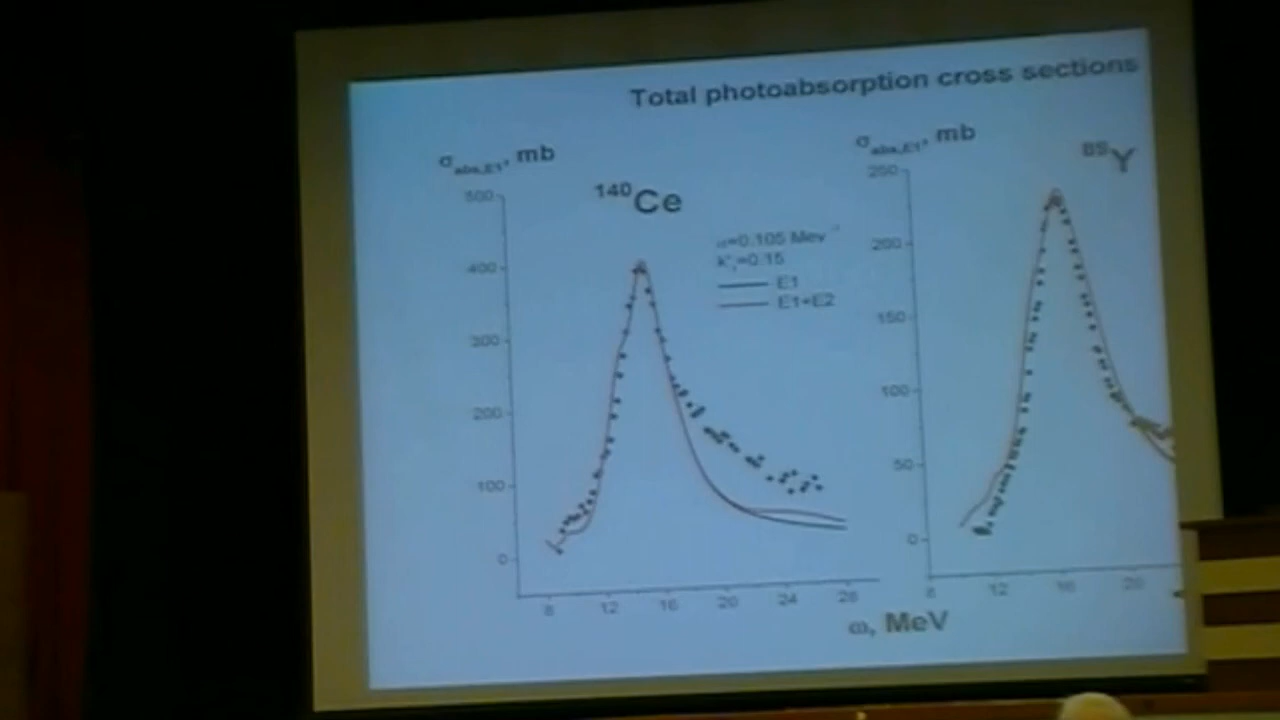 Total photoabsorption cross sections
σabs,E1, mb
140Ce
500
400
300
200
100
0
α=0.105 Mev-1
E1
E1+E2
8 12 16 20 24 28
σabs,E1, mb
89Y
250
200
150
100
50
0
8 12 16 20
ω, MeV